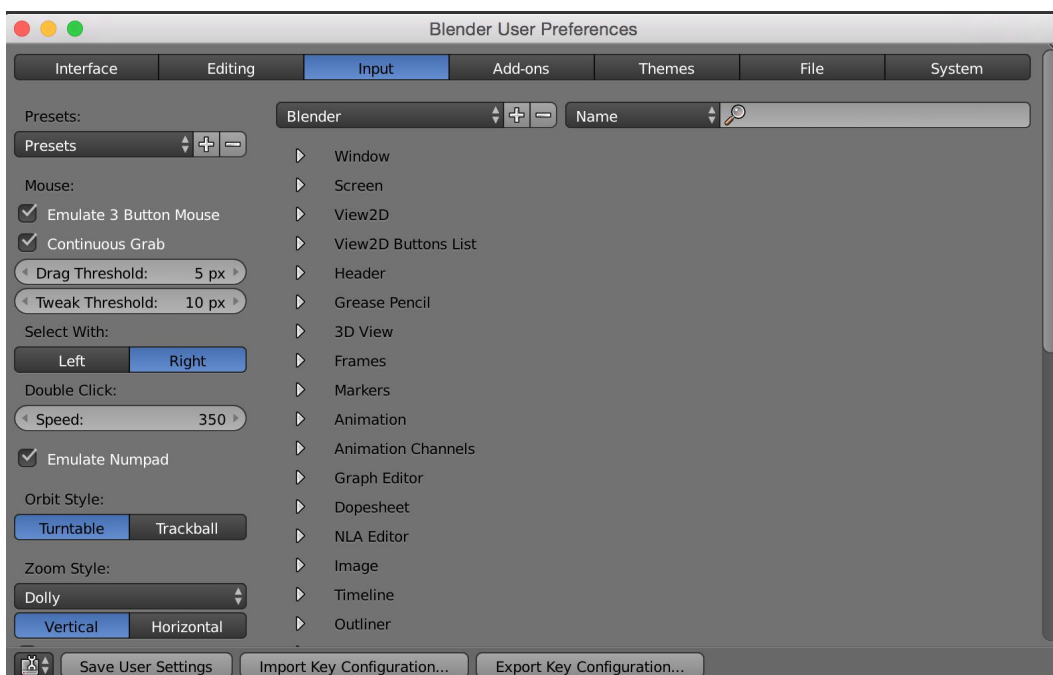 Blender User Preferences
Interface Editing Input Add-ons Themes File System
Presets:
Presets
Mouse:
Emulate 3 Button Mouse
Continuous Grab
Drag Threshold: 5 px
Tweak Threshold: 10 px
Select With:
Left Right
Double Click:
Speed: 350
Emulate Numpad
Orbit Style:
Turntable Trackball
Zoom Style:
Dolly
Vertical Horizontal
Blender Name
Window
Screen
View2D
View2D Buttons List
Header
Grease Pencil
3D View
Frames
Markers
Animation
Animation Channels
Graph Editor
Dopesheet
NLA Editor
Image
Timeline
Outliner
Save User Settings Import Key Configuration... Export Key Configuration...